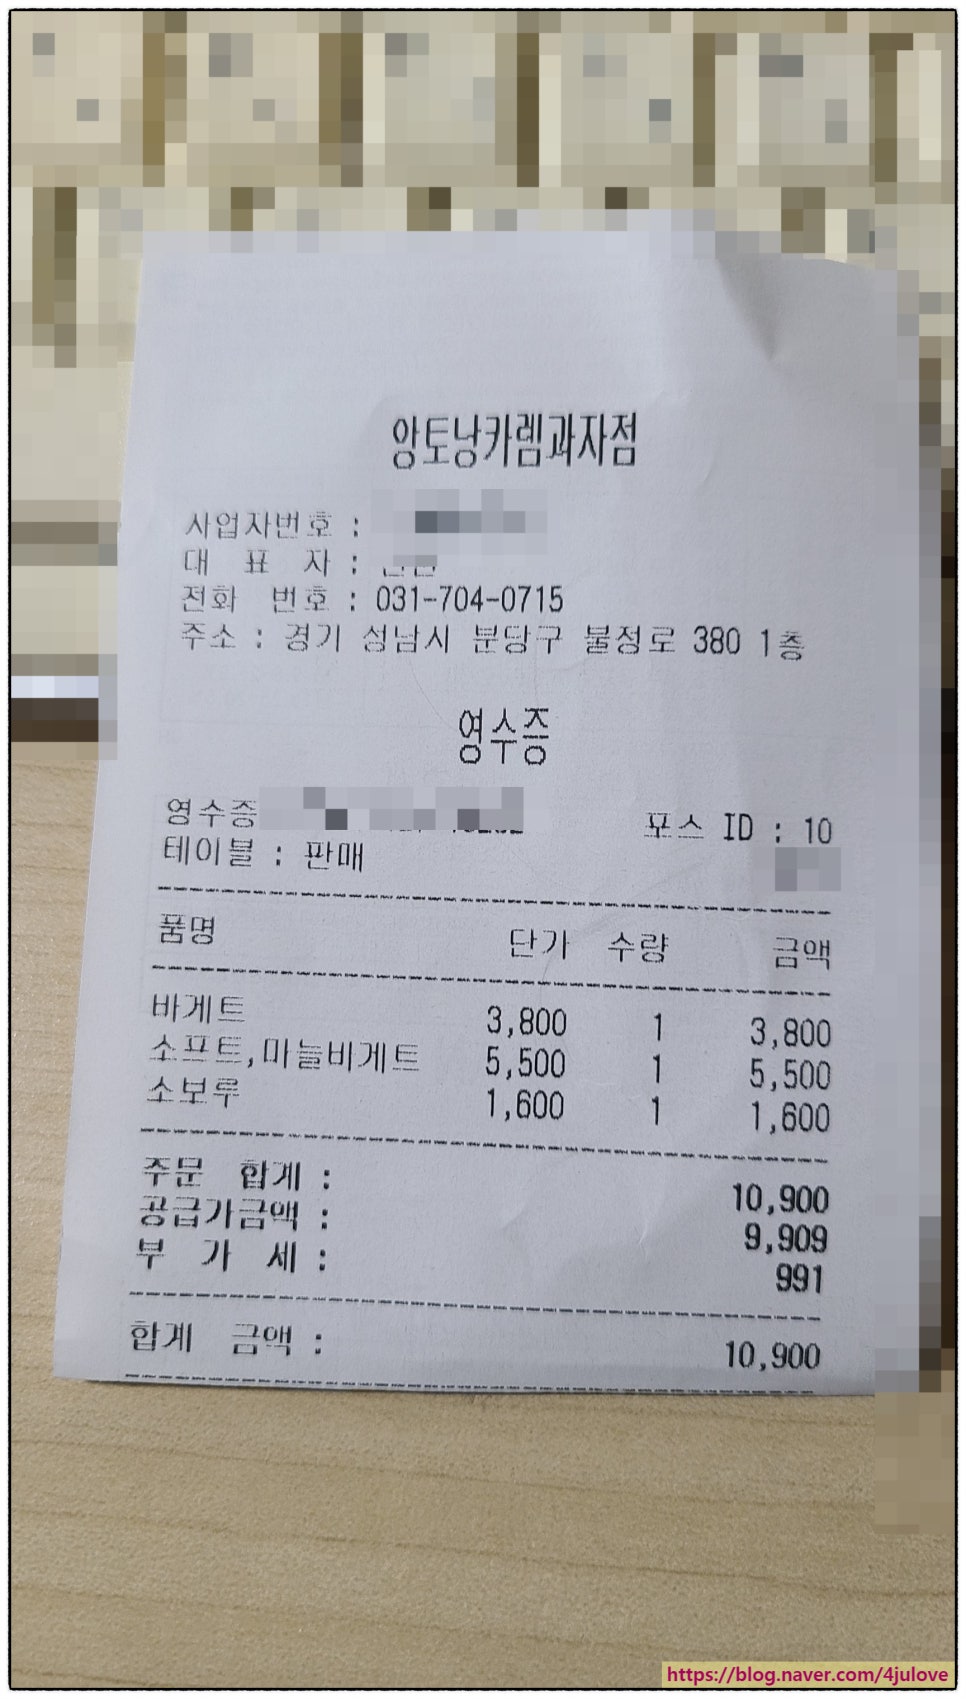 앙토낭카렘과자점
사업자번호 :
대 표 자 :
전화 번호 : 031-704-0715
주소 : 경기 성남시 분당구 불정로 380 1층
영수증
영수증
포스 ID : 10
테이블 : 판매
품명 단가 수량 금액
바게트 3,800 1 3,800
소프트,마늘비게트 5,500 1 5,500
소보루 1,600 1 1,600
주문 합계 : 10,900
공급가금액 : 9,909
부 가 세 : 991
합계 금액 : 10,900
https://blog.naver.com/4julove